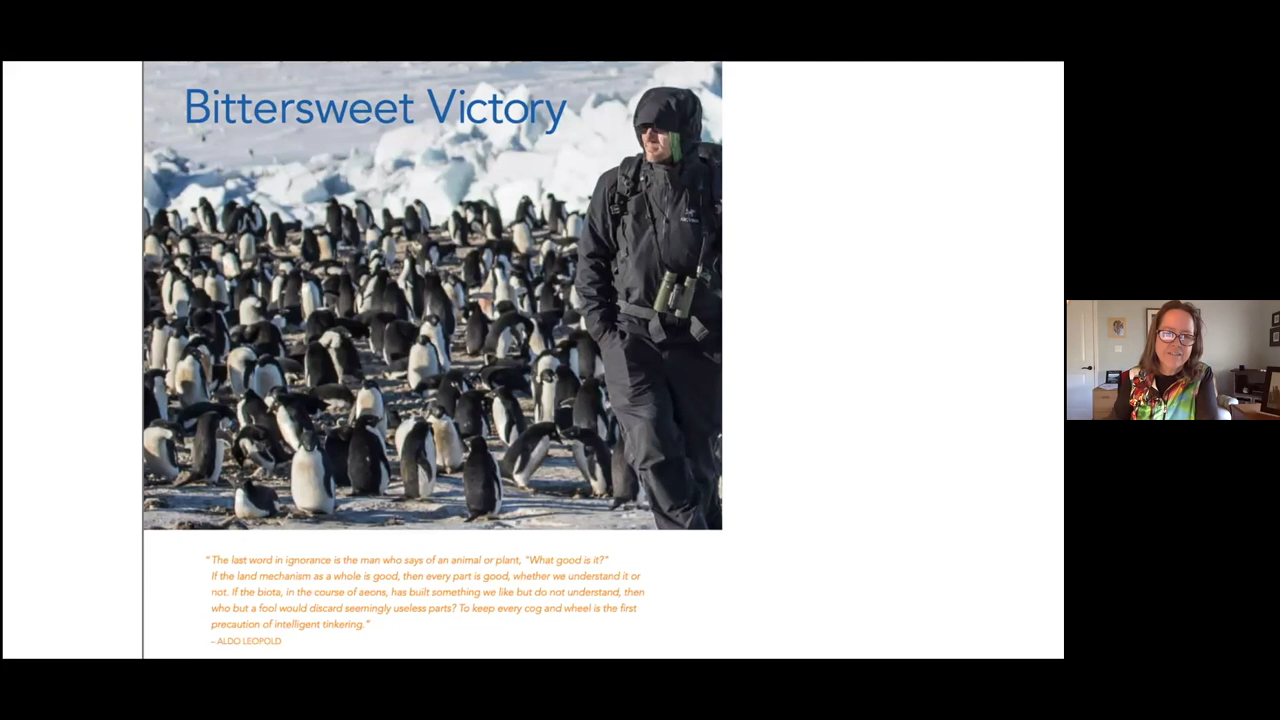 Bittersweet Victory
"The last word in ignorance is the man who says of an animal or plant, "What good is it?"
If the land mechanism as a whole is good, then every part is good, whether we understand it or
not. If the biota, in the course of aeons, has built something we like but do not understand, then
who but a fool would discard seemingly useless parts? To keep every cog and wheel is the first
precaution of intelligent tinkering."
– ALDO LEOPOLD